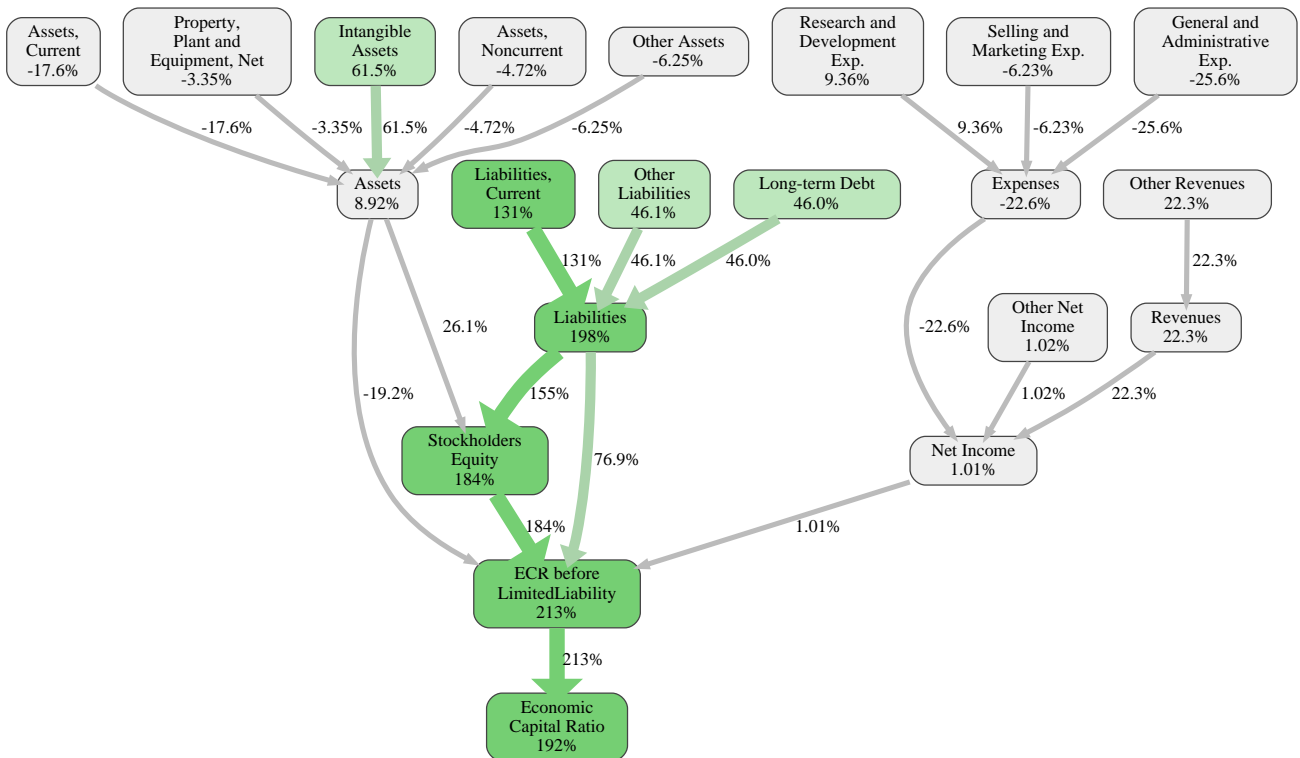 Assets,
Current
-17.6%
Property,
Plant and
Equipment, Net
-3.35%
Intangible
Assets
61.5%
Assets,
Noncurrent
-4.72%
Other Assets
-6.25%
Research and
Development
Exp.
9.36%
Selling and
Marketing Exp.
-6.23%
General and
Administrative
Exp.
-25.6%
-17.6%
-3.35%
61.5%
-4.72%
-6.25%
9.36%
-6.23%
-25.6%
Assets
8.92%
Liabilities,
Current
131%
Other
Liabilities
46.1%
Long-term Debt
46.0%
Expenses
-22.6%
Other Revenues
22.3%
131%
46.1%
46.0%
22.3%
Liabilities
198%
Other Net
Income
1.02%
Revenues
22.3%
26.1%
-22.6%
-19.2%
155%
1.02%
22.3%
Stockholders
Equity
184%
76.9%
Net Income
1.01%
184%
1.01%
ECR before
LimitedLiability
213%
213%
Economic
Capital Ratio
192%